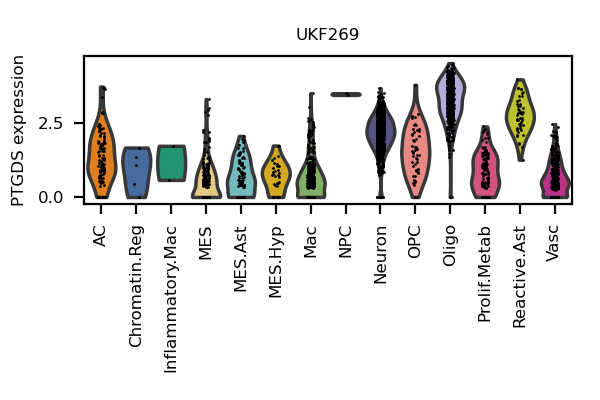 UKF269
PTGDS expression
2.5
0.0
AC
Chromatin.Reg
Inflammatory.Mac
MES
MES.Ast
MES.Hyp
Mac
NPC
Neuron
OPC
Oligo
Prolif.Metab
Reactive.Ast
Vasc